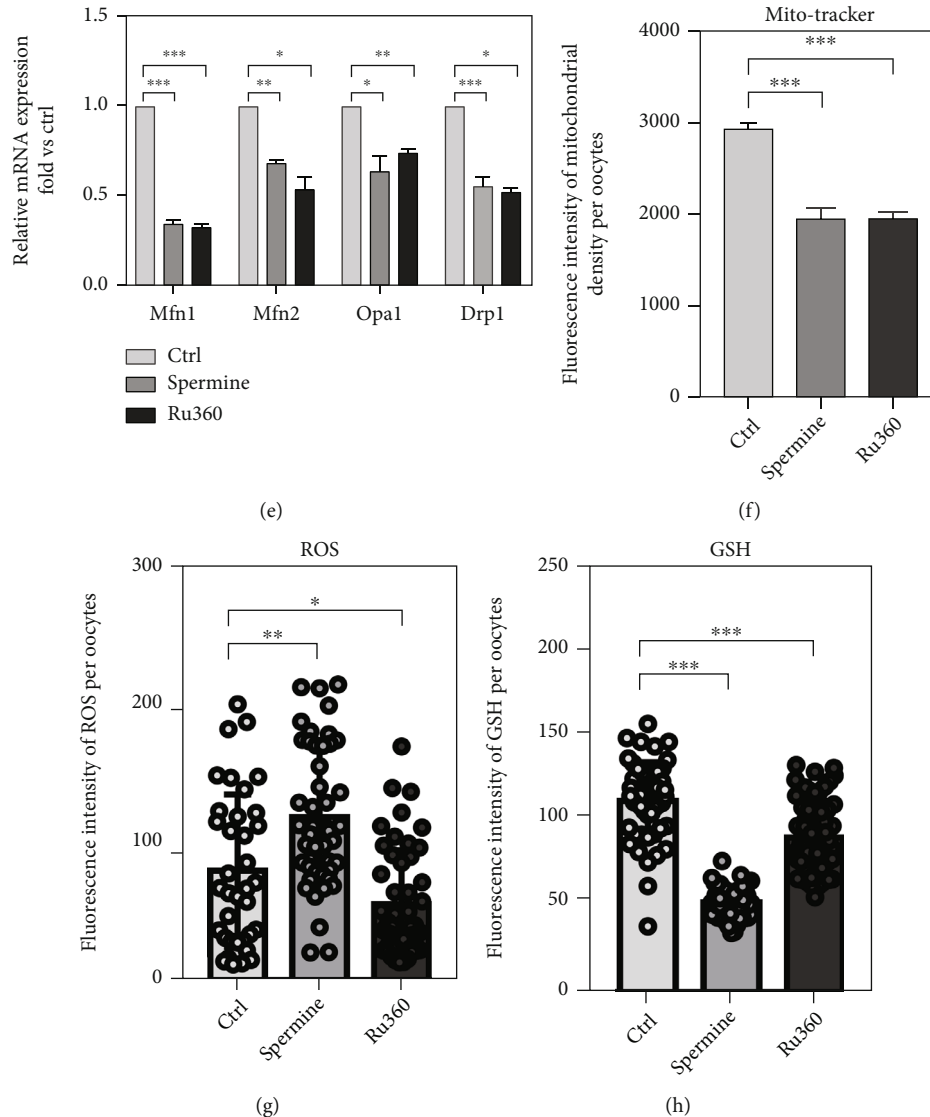 1.5
1.0
0.5
0.0
Relative mRNA expression
fold vs ctrl
*** * ** *
*** ** * ***
Mfn1 Mfn2 Opa1 Drp1
Ctrl
Spermine
Ru360
(e)
Mito-tracker
4000
3000
2000
1000
0
Fluorescence intensity of mitochondrial
density per oocytes
***
***
Ctrl
Spermine
Ru360
(f)
ROS
300
200
100
0
Fluorescence intensity of ROS per oocytes
*
**
Ctrl
Spermine
Ru360
(g)
GSH
250
200
150
100
50
0
Fluorescence intensity of GSH per oocytes
***
***
Ctrl
Spermine
Ru360
(h)